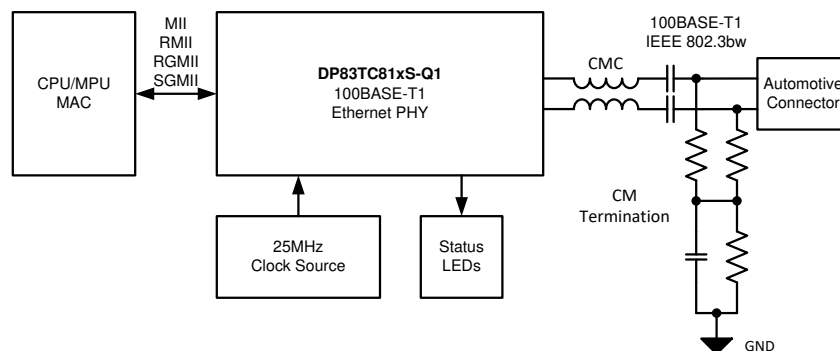 MII
RMII
RGMII
SGMII
CPU/MPU
MAC
DP83TC81xS-Q1
100BASE-T1
Ethernet PHY
CMC
100BASE-T1
IEEE 802.3bw
Automotive
Connector
CM
Termination
25MHz
Clock Source
Status
LEDs
GND